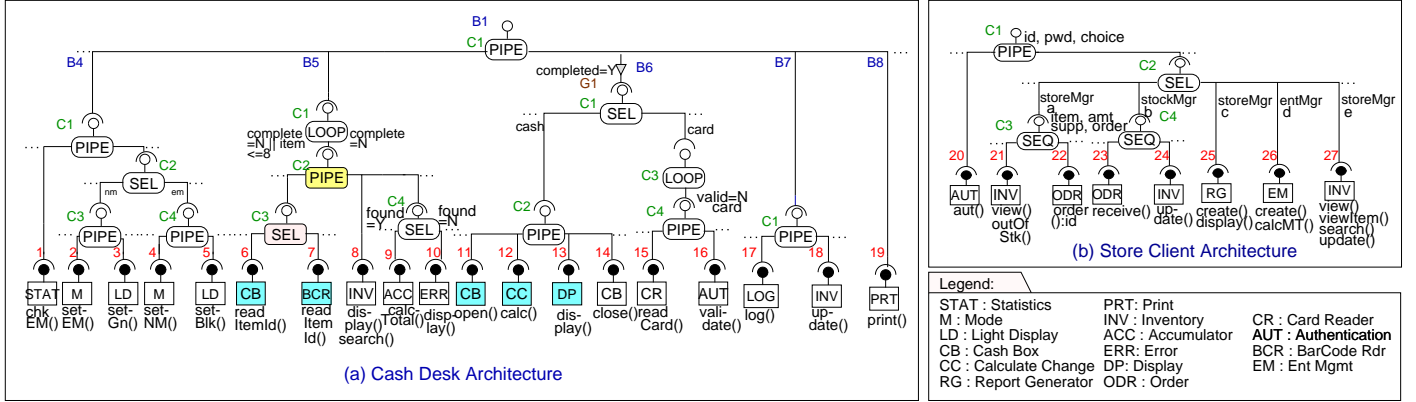 B1
C1
PIPE
B4
B5
completed=Y
B6
G1
B7
B8
C1
PIPE
C2
SEL
nm
em
C3
PIPE
C4
PIPE
C1
LOOP
complete
=N || item
<=8
complete
=N
C2
PIPE
C3
SEL
C4
SEL
found
=Y
found
=N
C1
SEL
cash
card
C2
PIPE
C3
LOOP
valid=N
card
C4
PIPE
C1
PIPE
1
2
3
4
5
6
7
8
9
10
11
12
13
14
15
16
17
18
19
STAT
M
LD
M
LD
CB
BCR
INV
ACC
ERR
CB
CC
DP
CB
CR
AUT
LOG
INV
PRT
chk
EM()
set-
EM()
set-
Gn()
set-
NM()
set-
Blk()
read
ItemId()
read
Item
Id()
dis-
play()
search()
calc-
Total()
disp-
lay()
open()
calc()
dis-
play()
close()
read
Card()
vali-
date()
log()
up-
date()
print()
(a) Cash Desk Architecture
C1
id, pwd, choice
PIPE
C2
SEL
storeMgr
a
item, amt
supp, order
stockMgr
b
storeMgr
c
entMgr
d
storeMgr
e
C3
SEQ
C4
SEQ
20
21
22
23
24
25
26
27
AUT
INV
ODR
ODR
INV
RG
EM
INV
aut()
view()
outOf
Stk()
order
():id
receive()
up-
date()
create()
display()
create()
calcMT()
view()
viewItem()
search()
update()
(b) Store Client Architecture
Legend:
STAT : Statistics
M : Mode
LD : Light Display
CB : Cash Box
CC : Calculate Change
RG : Report Generator
PRT: Print
INV : Inventory
ACC : Accumulator
ERR: Error
DP: Display
ODR : Order
CR : Card Reader
AUT : Authentication
BCR : BarCode Rdr
EM : Ent Mgmt